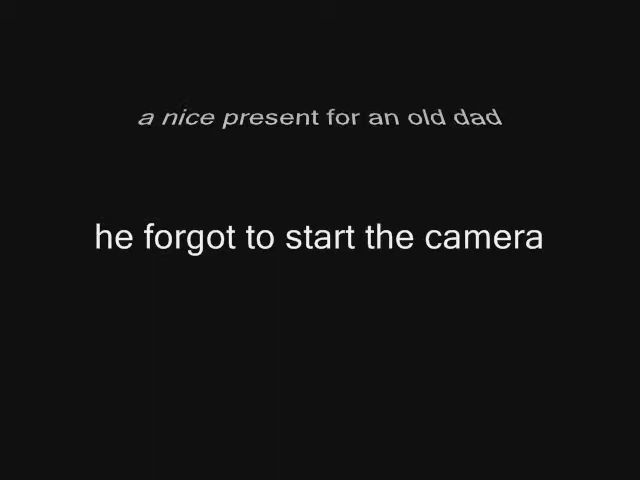 a nice present for an old dad
he forgot to start the camera